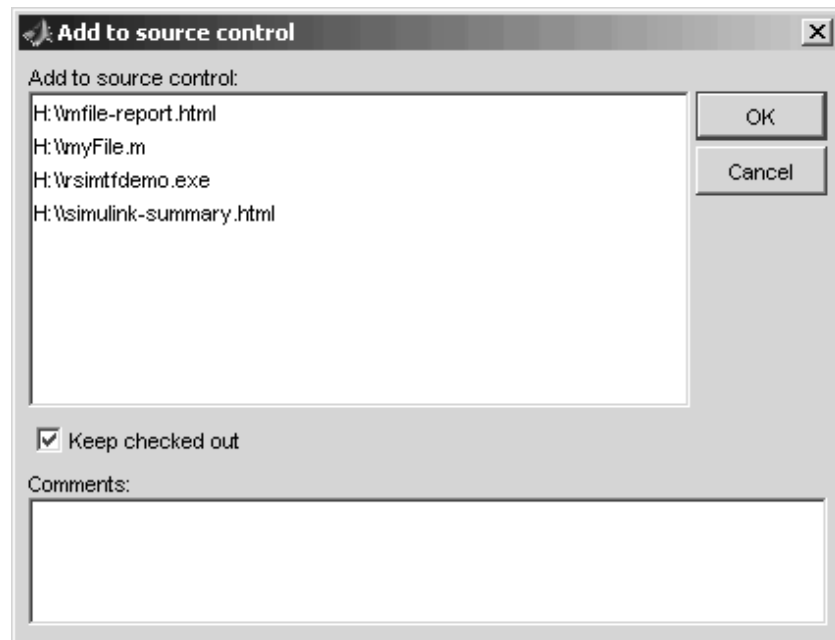 Add to source control
Add to source control:
H:\\mfile-report.html
H:\\myFile.m
H:\\rsimtfdemo.exe
H:\\simulink-summary.html
OK
Cancel
Keep checked out
Comments: